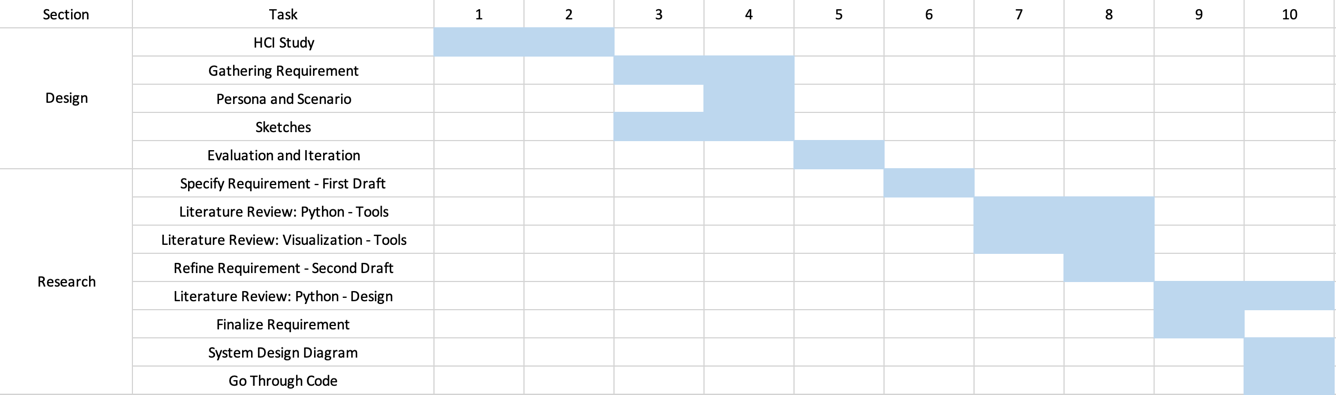 Section Task 1 2 3 4 5 6 7 8 9 10
HCI Study
Gathering Requirement
Design
Persona and Scenario
Sketches
Evaluation and Iteration
Specify Requirement - First Draft
Literature Review: Python - Tools
Literature Review: Visualization - Tools
Refine Requirement - Second Draft
Research
Literature Review: Python - Design
Finalize Requirement
System Design Diagram
Go Through Code